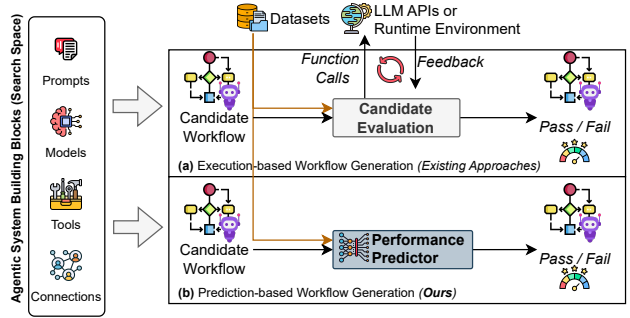 Datasets
LLM APIs or
Runtime Environment
Function
Calls
Feedback
Agentic System Building Blocks (Search Space)
Prompts
Models
Tools
Connections
Candidate
Workflow
Candidate
Evaluation
Pass / Fail
(a) Execution-based Workflow Generation (Existing Approaches)
Candidate
Workflow
Performance
Predictor
Pass / Fail
(b) Prediction-based Workflow Generation (Ours)